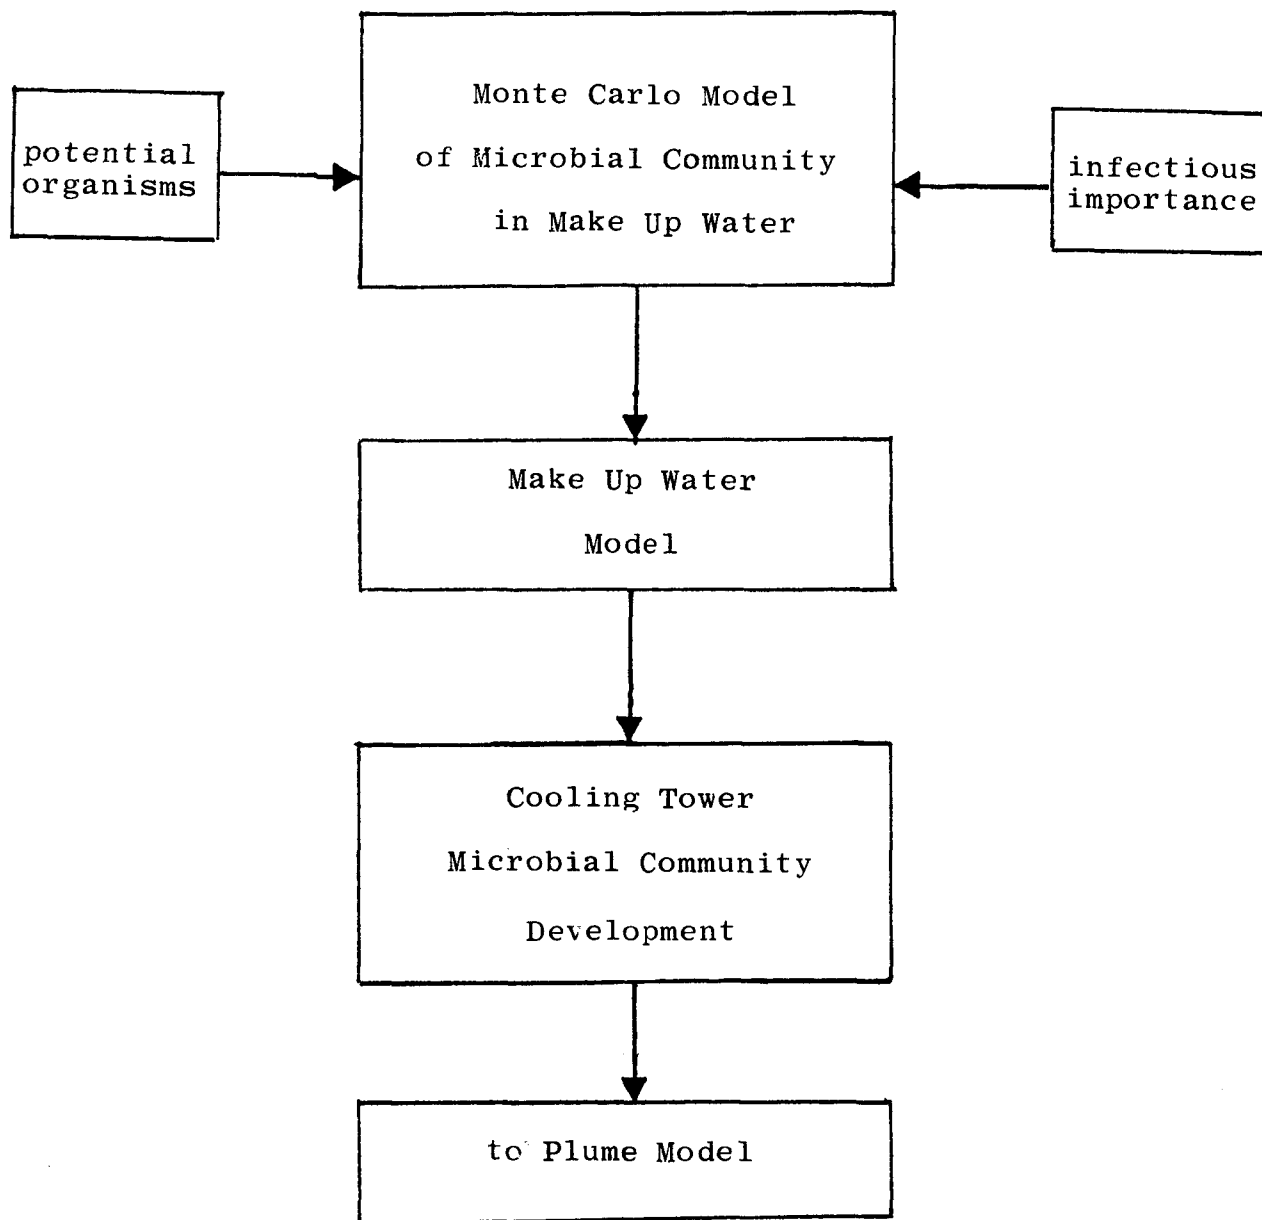 Monte Carlo Model
of Microbial Community
in Make Up Water
potential
organisms
infectious
importance
Make Up Water
Model
Cooling Tower
Microbial Community
Development
to Plume Model